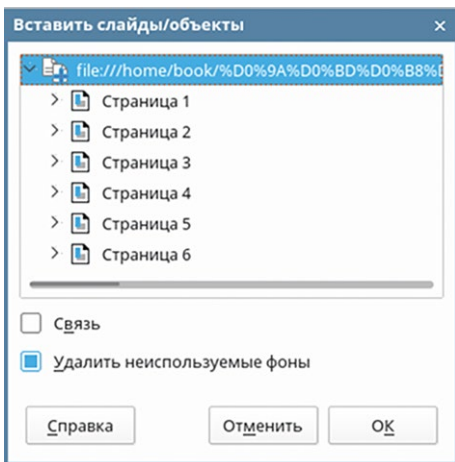 Вставить слайды/объекты
file:///home/book/%D0%9A%D0%BD%D0%B8%D
Страница 1
Страница 2
Страница 3
Страница 4
Страница 5
Страница 6
Связь
Удалить неиспользуемые фоны
Справка Отменить ОК